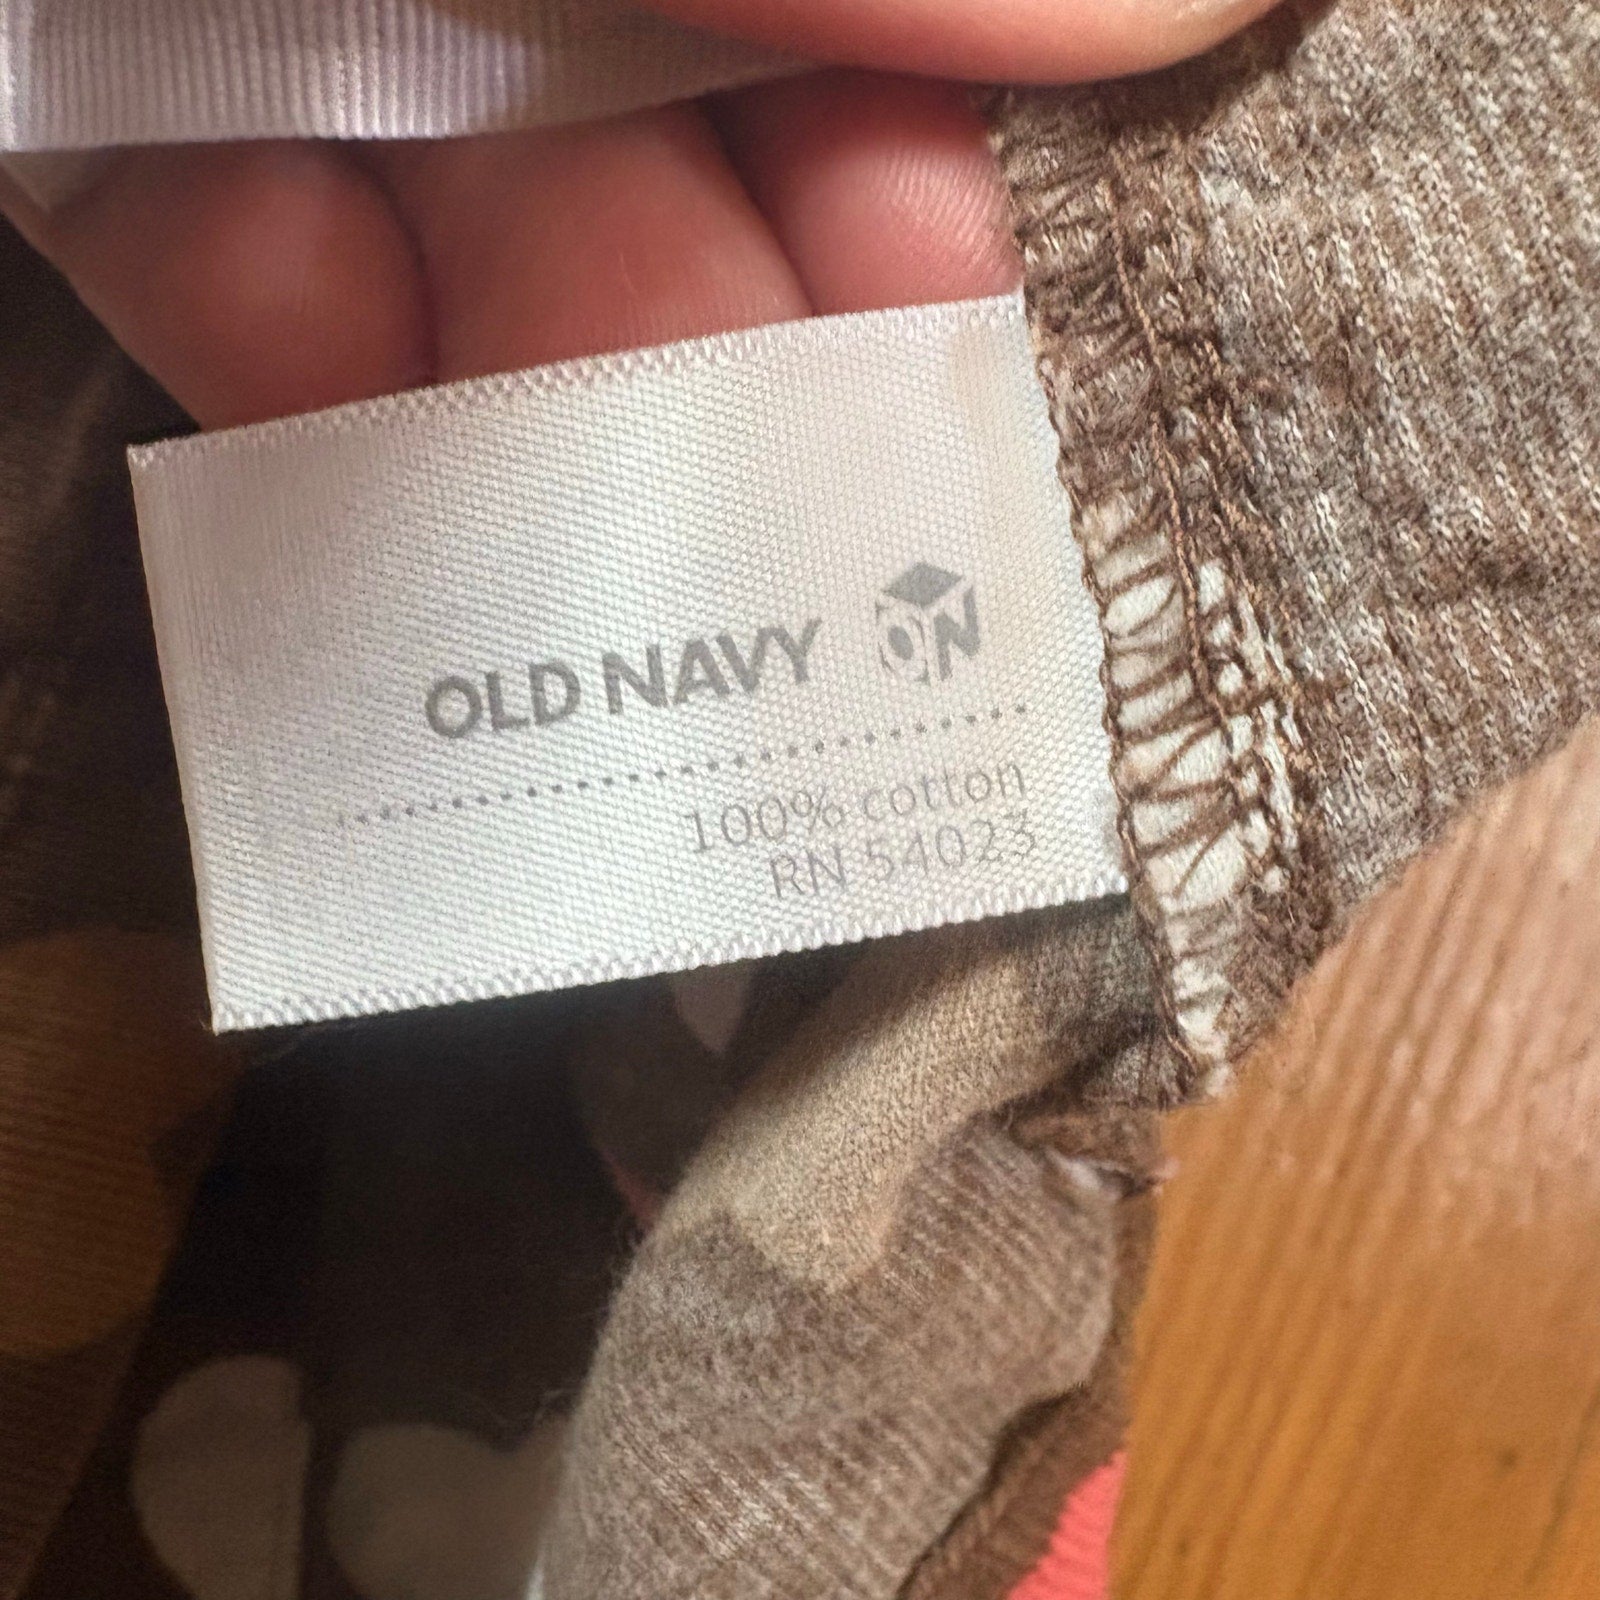 OLD NAVY ON
100% cotton
RN 54023